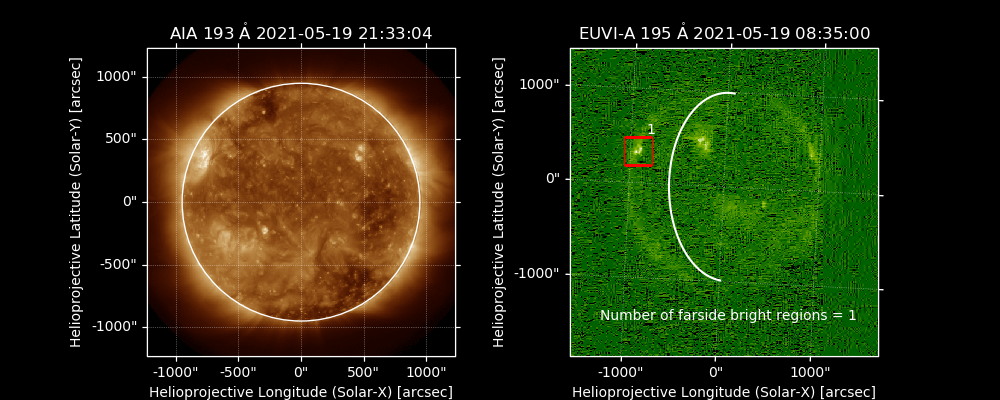 AIA 193 Å 2021-05-19 21:33:04
EUVI-A 195 Å 2021-05-19 08:35:00
Helioprojective Latitude (Solar-Y) [arcsec]
1000"
500"
0"
-500"
-1000"
-1000"
-500"
0"
500"
1000"
Helioprojective Longitude (Solar-X) [arcsec]
Helioprojective Latitude (Solar-Y) [arcsec]
1000"
0"
-1000"
1
Number of farside bright regions = 1
-1000"
0"
1000"
Helioprojective Longitude (Solar-X) [arcsec]